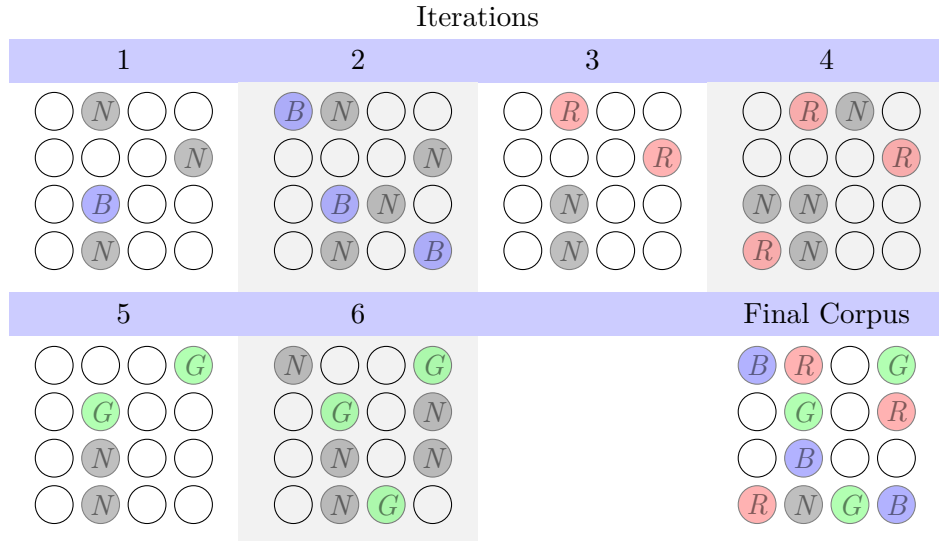 Iterations
1 2 3 4
N B N R R N
N N R R
B B N N N N
N N B N R N
5 6 Final Corpus
G N G B R G
G G N G R
N N N B
N N G R N G B